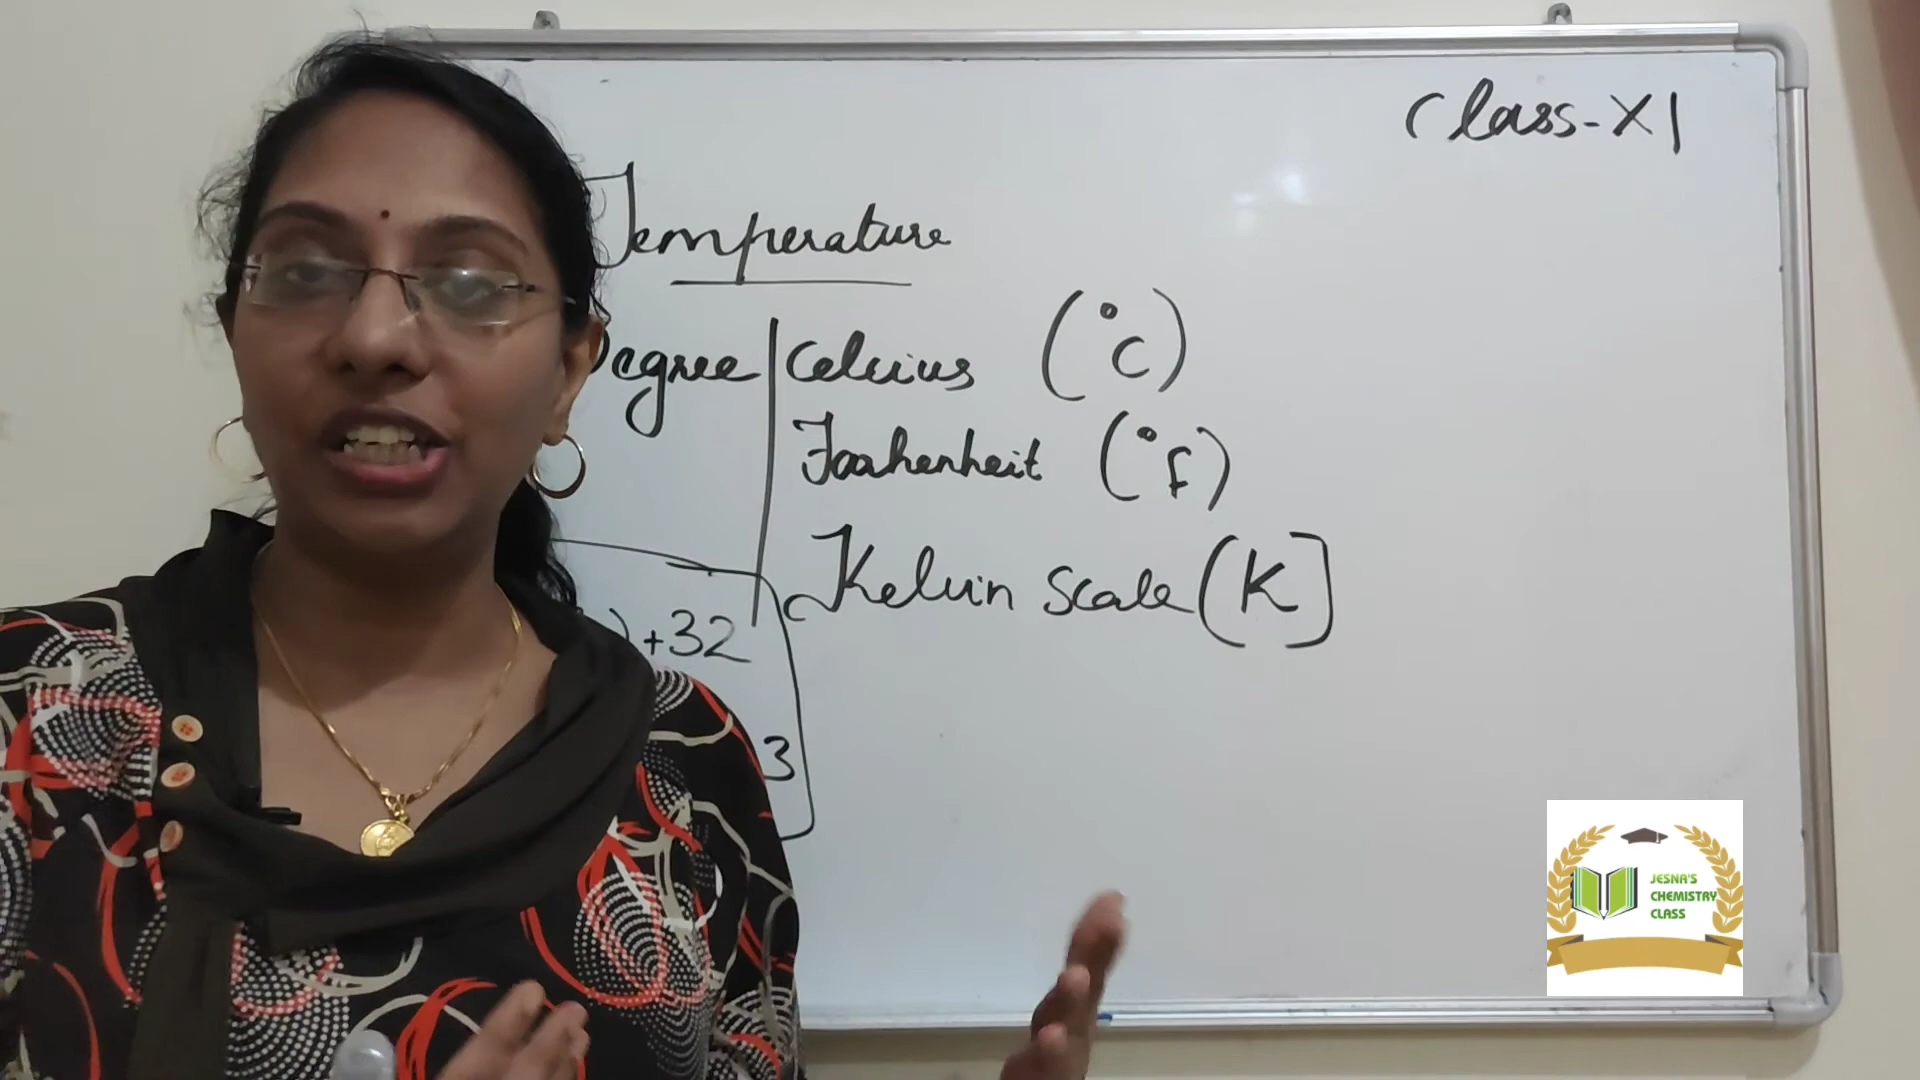 Class-XI
Temperature
Degree Celcius (°C)
Faahenheit (°f)
Kelvin Scale (K]
) +32
3
JESNA'S
CHEMISTRY
CLASS